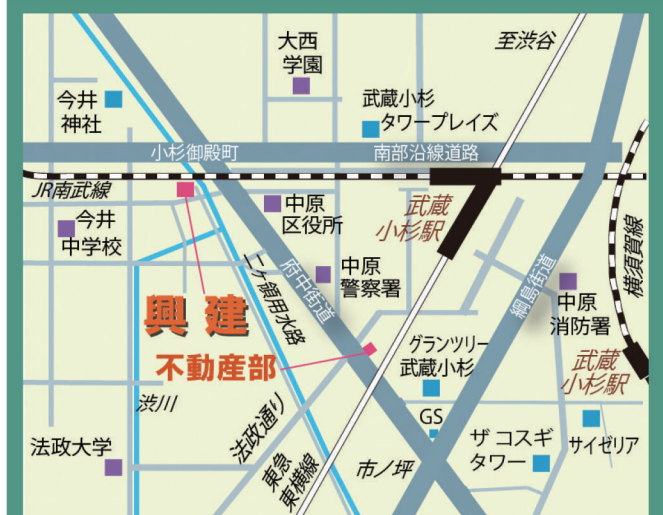 大西
学園
至渋谷
今井
神社
武蔵小杉
タワープレイズ
小杉御殿町
南部沿線道路
JR南武線
今井
中学校
中原
区役所
武蔵
小杉駅
中原
警察署
二ヶ領用水路
府中街道
綱島街道
横須賀線
中原
消防署
興建
不動産部
グランツリー
武蔵小杉
武蔵
小杉駅
渋川
法政通り
GS
法政大学
東急
東横線
市ノ坪
ザ コスギ
タワー
サイゼリア